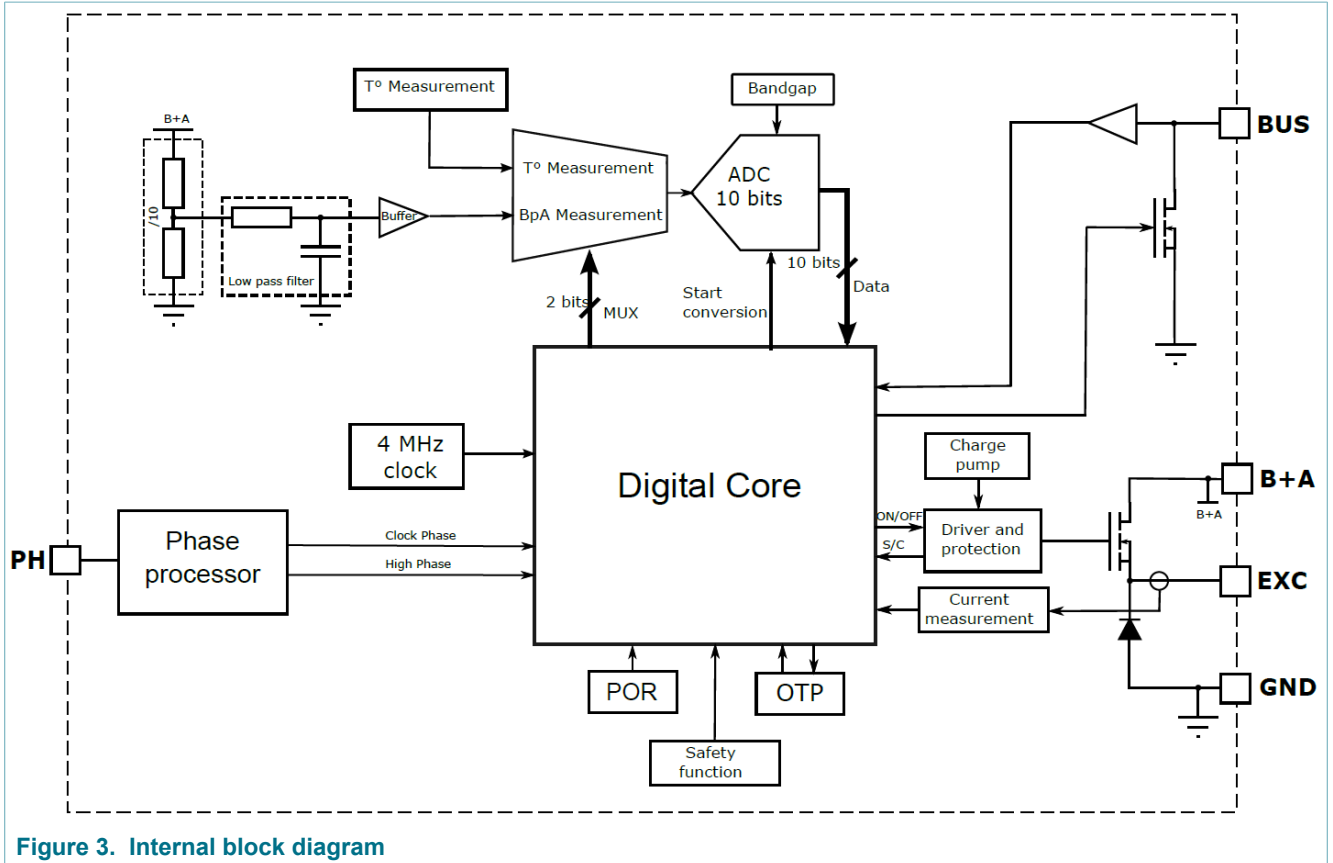 Tº Measurement
Bandgap
B+A
BUS
Tº Measurement
ADC
10 bits
/10
Buffer
BpA Measurement
Low pass filter
2 bits
MUX
Start
conversion
10 bits
Data
4 MHz
clock
Digital Core
Charge
pump
B+A
B+A
ON/OFF
S/C
Driver and
protection
PH
Phase
processor
Clock Phase
High Phase
EXC
Current
measurement
POR
OTP
GND
Safety
function
Figure 3. Internal block diagram